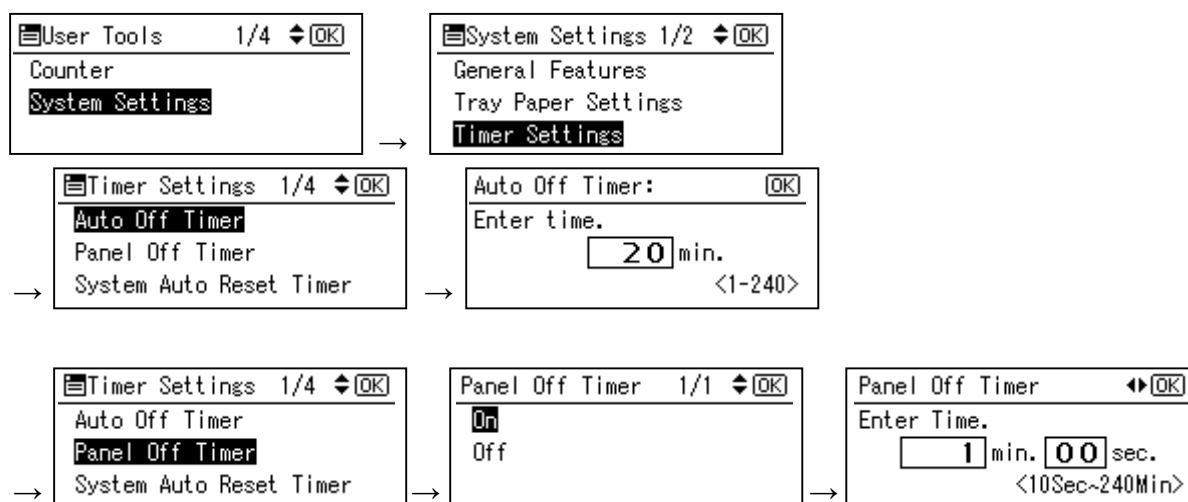 User Tools 1/4 OK
Counter
System Settings
→
System Settings 1/2 OK
General Features
Tray Paper Settings
Timer Settings
→
Timer Settings 1/4 OK
Auto Off Timer
Panel Off Timer
System Auto Reset Timer
→
Auto Off Timer: OK
Enter time.
20 min.
<1-240>
→
Timer Settings 1/4 OK
Auto Off Timer
Panel Off Timer
System Auto Reset Timer
→
Panel Off Timer 1/1 OK
On
Off
→
Panel Off Timer OK
Enter Time.
1 min. 00 sec.
<10Sec~240Min>